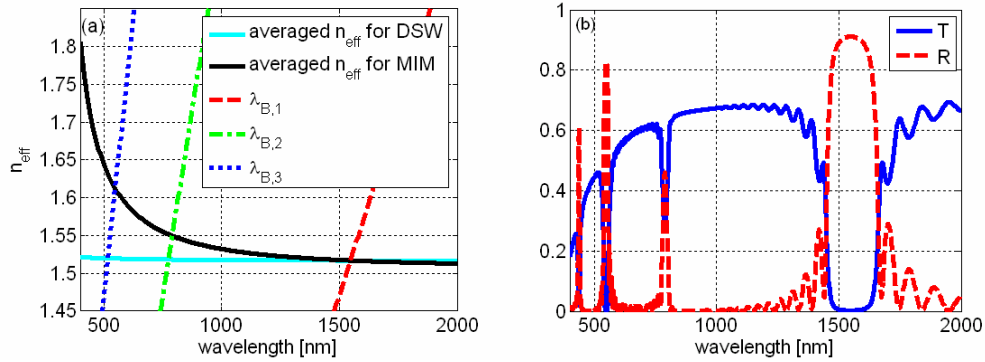 (a)
averaged n_eff for DSW
averaged n_eff for MIM
λ_B,1
λ_B,2
λ_B,3
1.8
1.75
1.7
1.65
1.6
1.55
1.5
1.45
n_eff
500
1000
1500
2000
wavelength [nm]
(b)
T
R
1
0.8
0.6
0.4
0.2
0
500
1000
1500
2000
wavelength [nm]